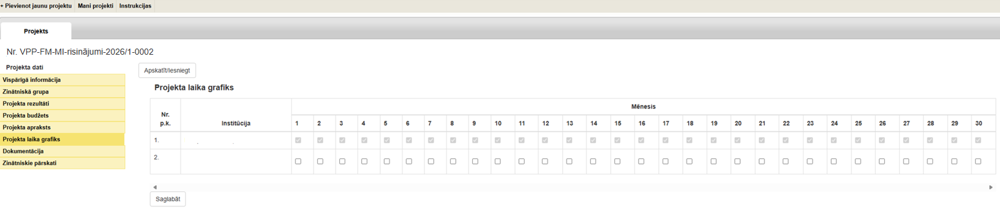 + Pievienot jaunu projektu Mani projekti Instrukcijas
Projekts
Nr. VPP-FM-MI-risinājumi-2026/1-0002
Projekta dati
Vispārīgā informācija
Zinātniskā grupa
Projekta rezultāti
Projekta budžets
Projekta apraksts
Projekta laika grafiks
Dokumentācija
Zinātniskie pārskati
Apskatīt/Iesniegt
Projekta laika grafiks
Nr. p.k. Institūcija Mēnesis
1 2 3 4 5 6 7 8 9 10 11 12 13 14 15 16 17 18 19 20 21 22 23 24 25 26 27 28 29 30
1.
2.
Saglabāt